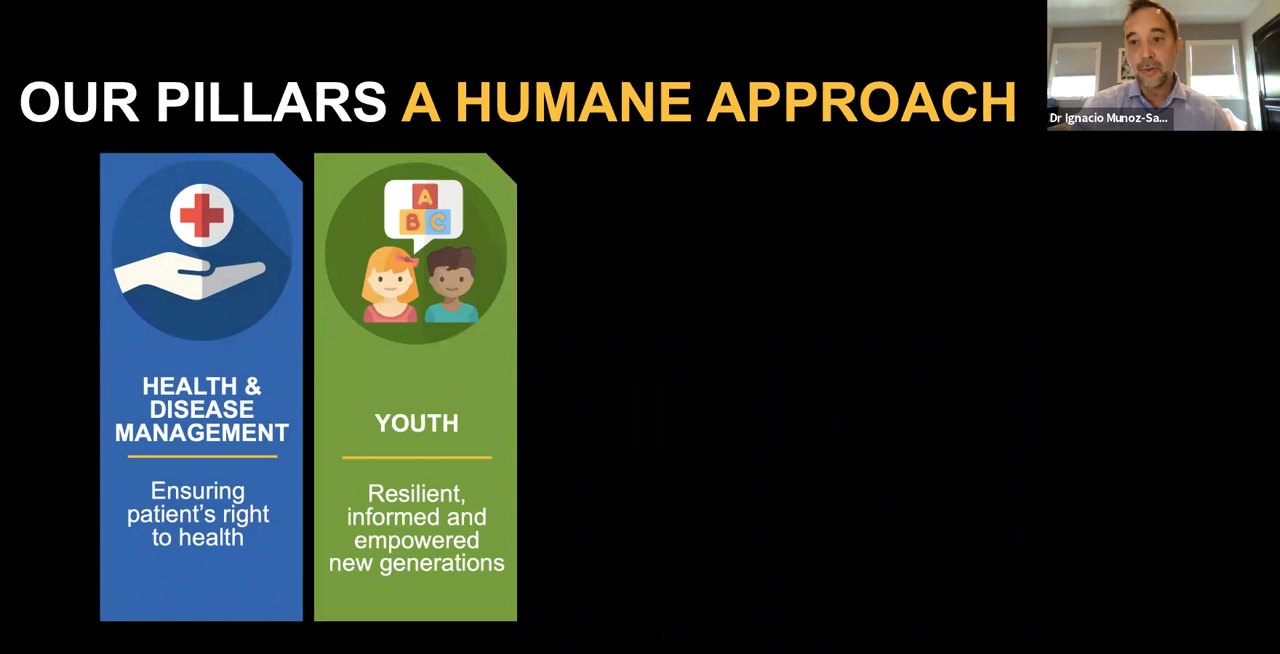 OUR PILLARS A HUMANE APPROACH
Dr Ignacio Munoz-Sa...
A
B C
HEALTH &
DISEASE
MANAGEMENT
Ensuring
patient's right
to health
YOUTH
Resilient,
informed and
empowered
new generations